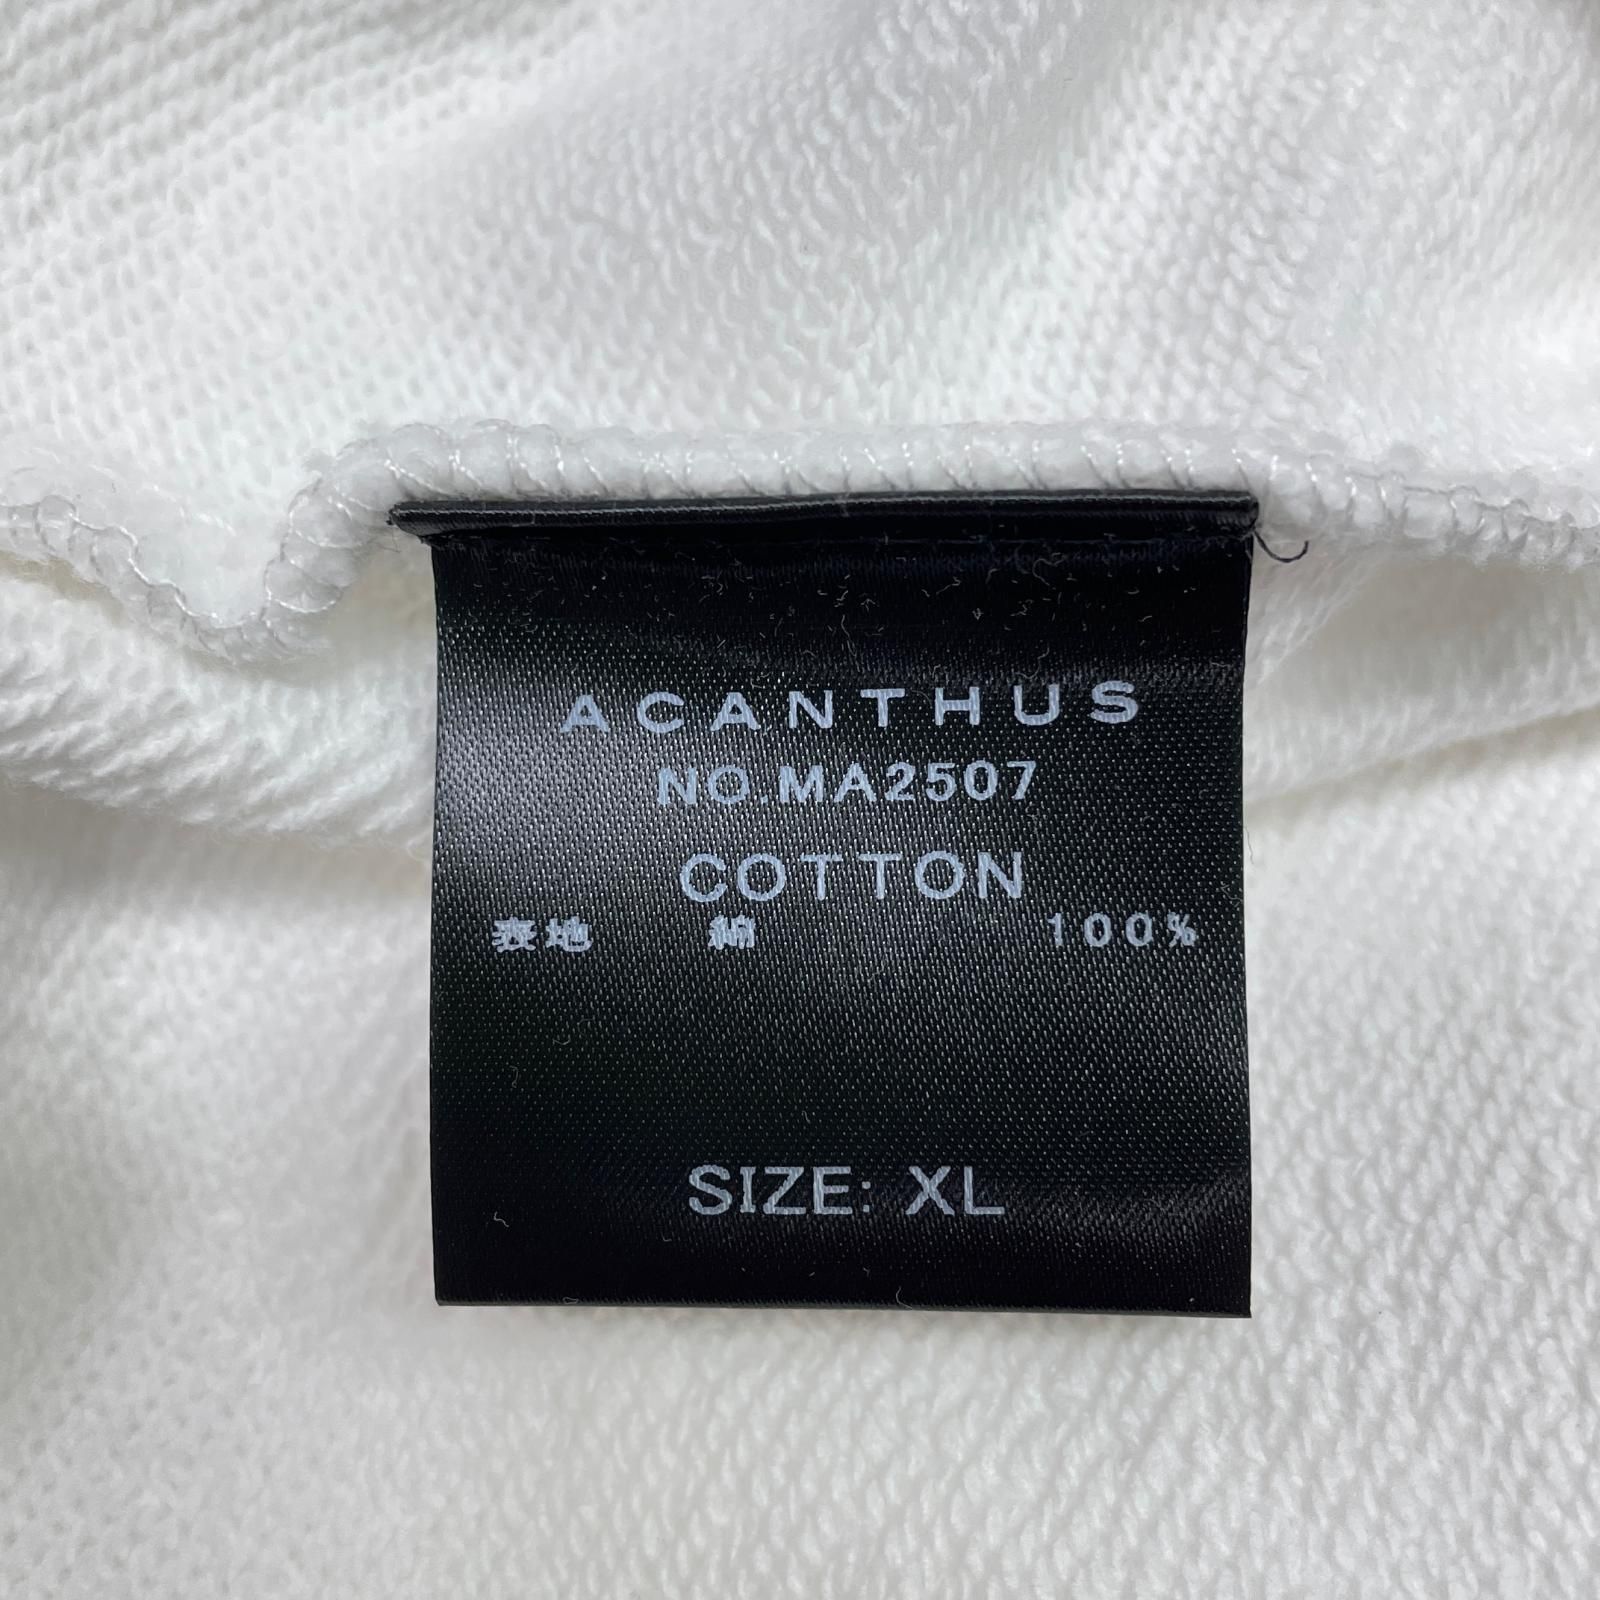 ACANTHUS
NO.MA2507
COTTON
表地 綿 100%
SIZE: XL